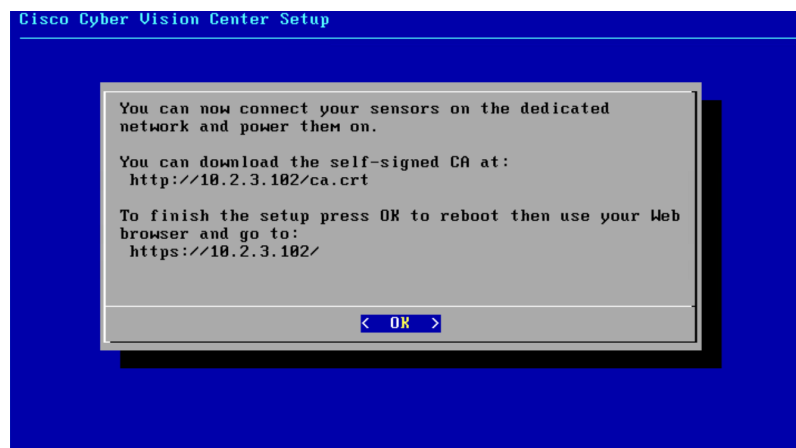 Cisco Cyber Vision Center Setup
You can now connect your sensors on the dedicated
network and power them on.
You can download the self-signed CA at:
http://10.2.3.102/ca.crt
To finish the setup press OK to reboot then use your Web
browser and go to:
https://10.2.3.102/
< OK >